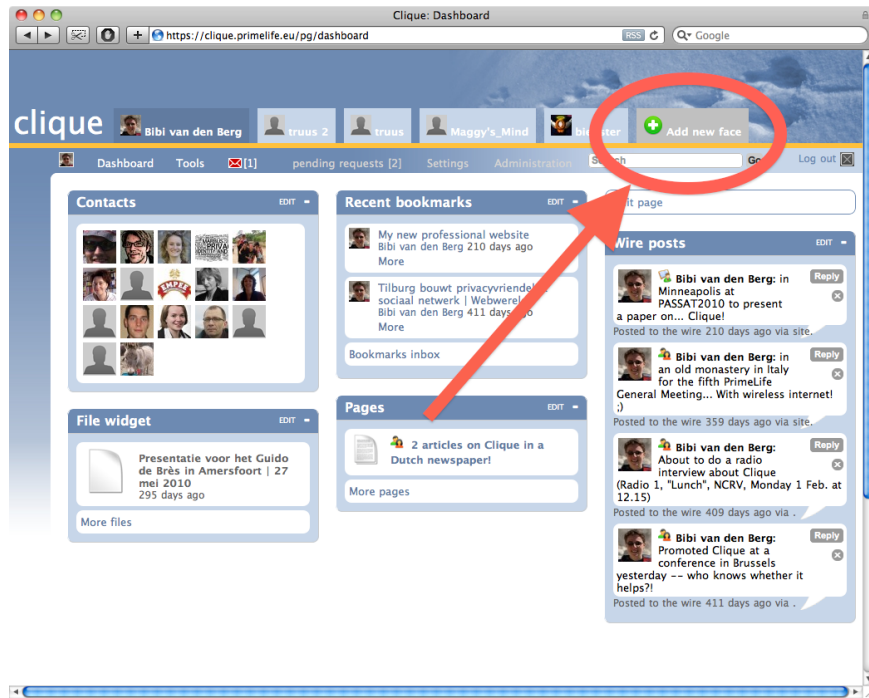 Clique: Dashboard
https://clique.primelife.eu/pg/dashboard
RSS
Google
clique
Bibi van den Berg
truus 2
truus
Maggy's_Mind
Add new face
Dashboard Tools [1] pending requests [2] Settings Administration
Log out
Contacts EDIT -
File widget EDIT -
Presentatie voor het Guido
de Brès in Amersfoort | 27
mei 2010
295 days ago
More files
Recent bookmarks EDIT -
My new professional website
Bibi van den Berg 210 days ago
More
Tilburg bouwt
sociaal netwerk |
Bibi van den Berg 411 days
More
Bookmarks inbox
Pages EDIT -
2 articles on Clique in a
Dutch newspaper!
More pages
page
Wire posts EDIT -
Bibi van den Berg: in Reply
Minneapolis at
PASSAT2010 to present
a paper on... Clique!
Posted to the wire 210 days ago via site.
Bibi van den Berg: in Reply
an old monastery in Italy
for the fifth PrimeLife
General Meeting... With wireless internet!
;)
Posted to the wire 359 days ago via site.
Bibi van den Berg: Reply
About to do a radio
interview about Clique
(Radio 1, "Lunch", NCRV, Monday 1 Feb. at
12.15)
Posted to the wire 409 days ago via .
Bibi van den Berg: Reply
Promoted Clique at a
conference in Brussels
yesterday -- who knows whether it
helps?!
Posted to the wire 411 days ago via .
EMPEE